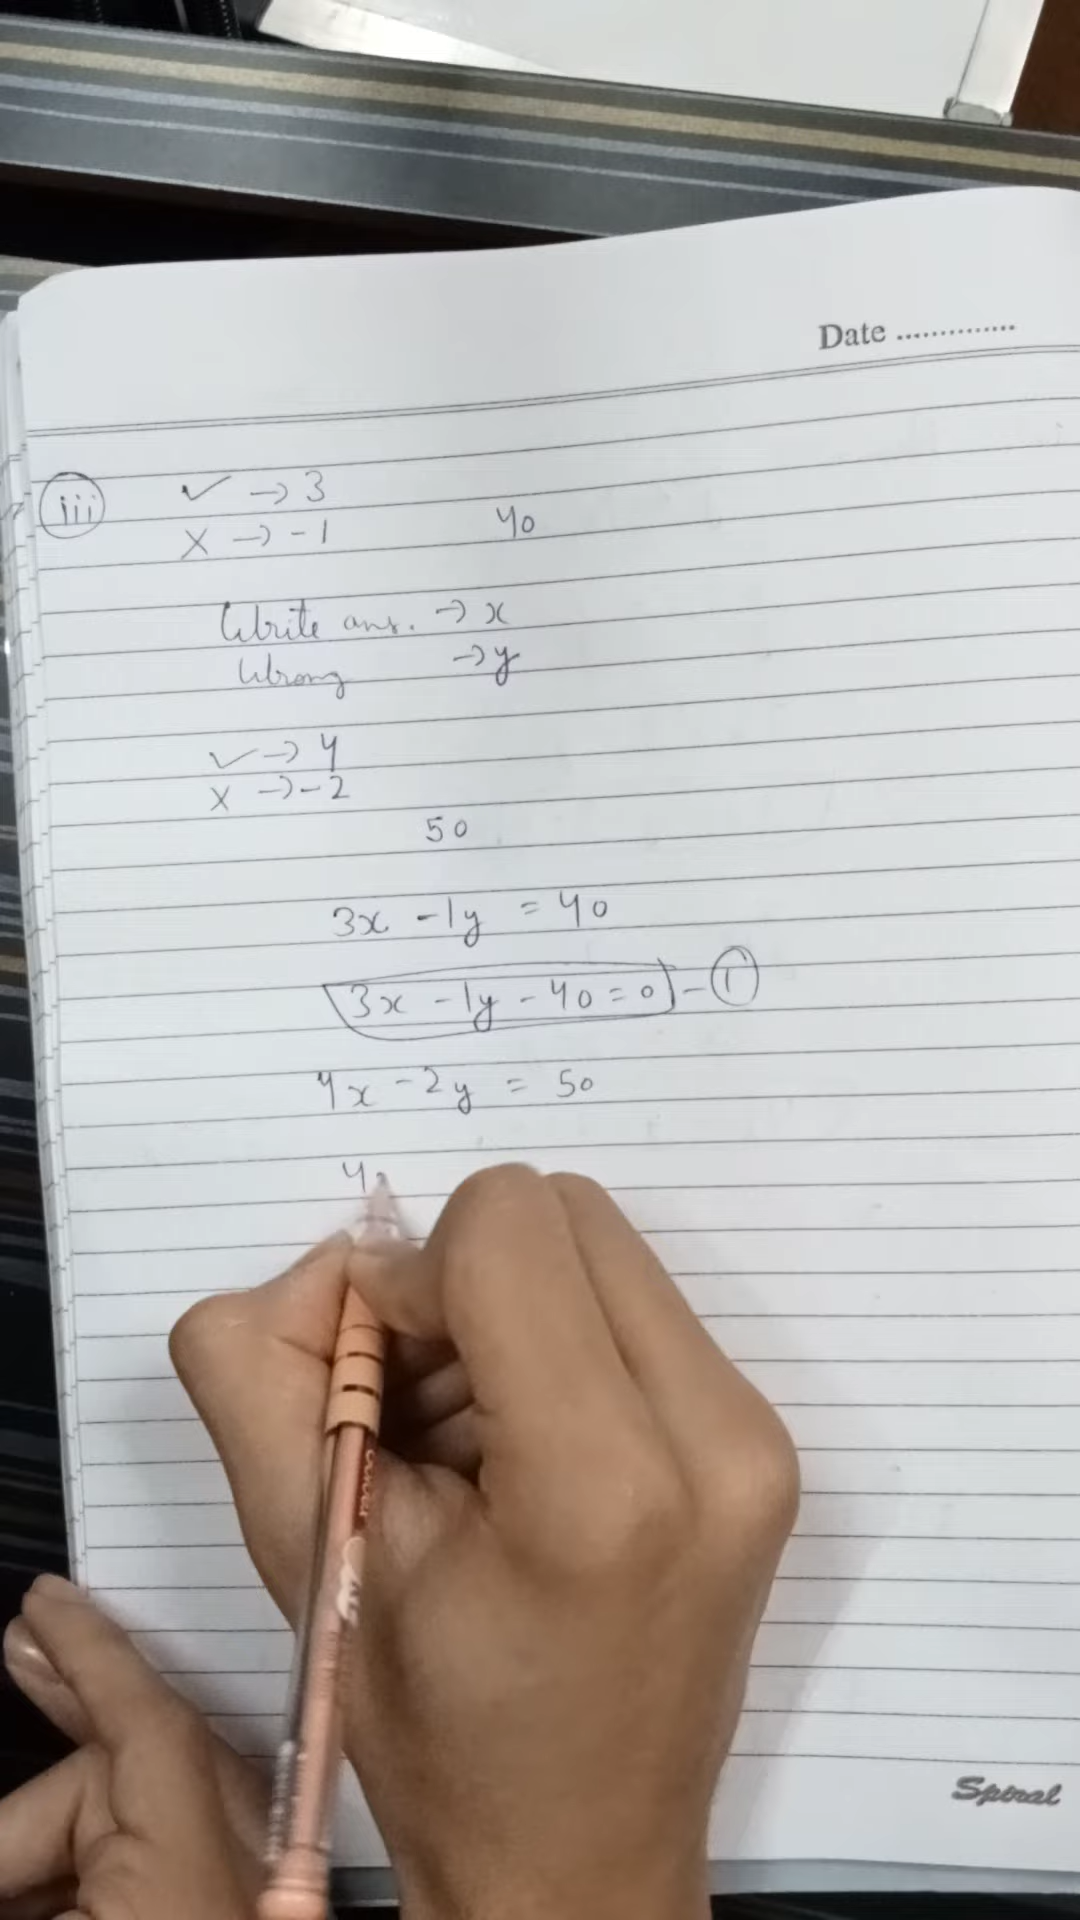 Date ..............
iii ✓ → 3
x → -1 40
Write ans. → x
Wrong → y
✓ → 4
x → -2
50
3x - 1y = 40
3x - 1y - 40 = 0 - 1
4x - 2y = 50
4
Spiral